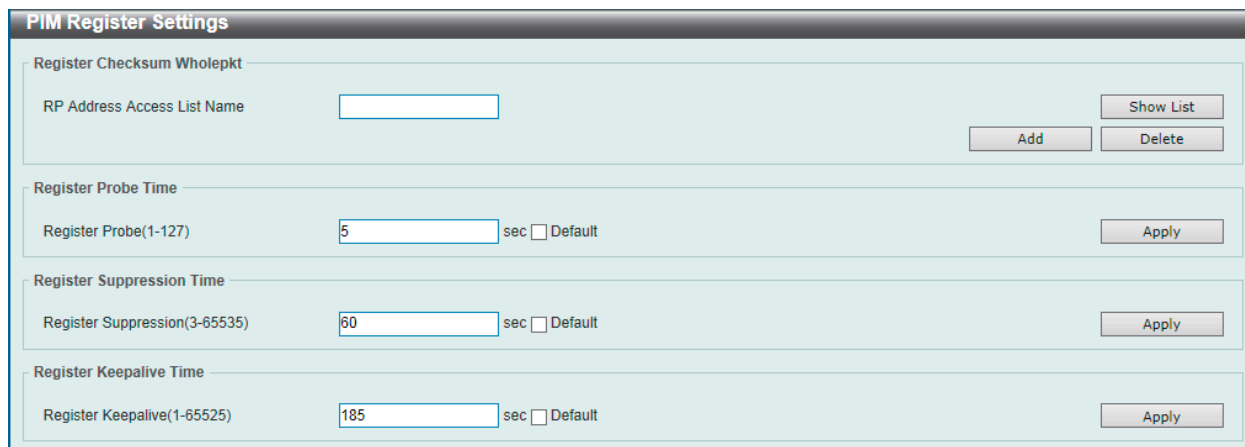 PIM Register Settings
Register Checksum Wholepkt
RP Address Access List Name Show List
Add Delete
Register Probe Time
Register Probe(1-127) 5 sec Default Apply
Register Suppression Time
Register Suppression(3-65535) 60 sec Default Apply
Register Keepalive Time
Register Keepalive(1-65525) 185 sec Default Apply